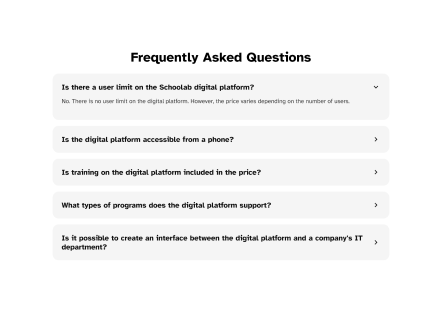 Frequently Asked Questions
Is there a user limit on the Schoolab digital platform?
No. There is no user limit on the digital platform. However, the price varies depending on the number of users.
Is the digital platform accessible from a phone?
Is training on the digital platform included in the price?
What types of programs does the digital platform support?
Is it possible to create an interface between the digital platform and a company's IT
department?